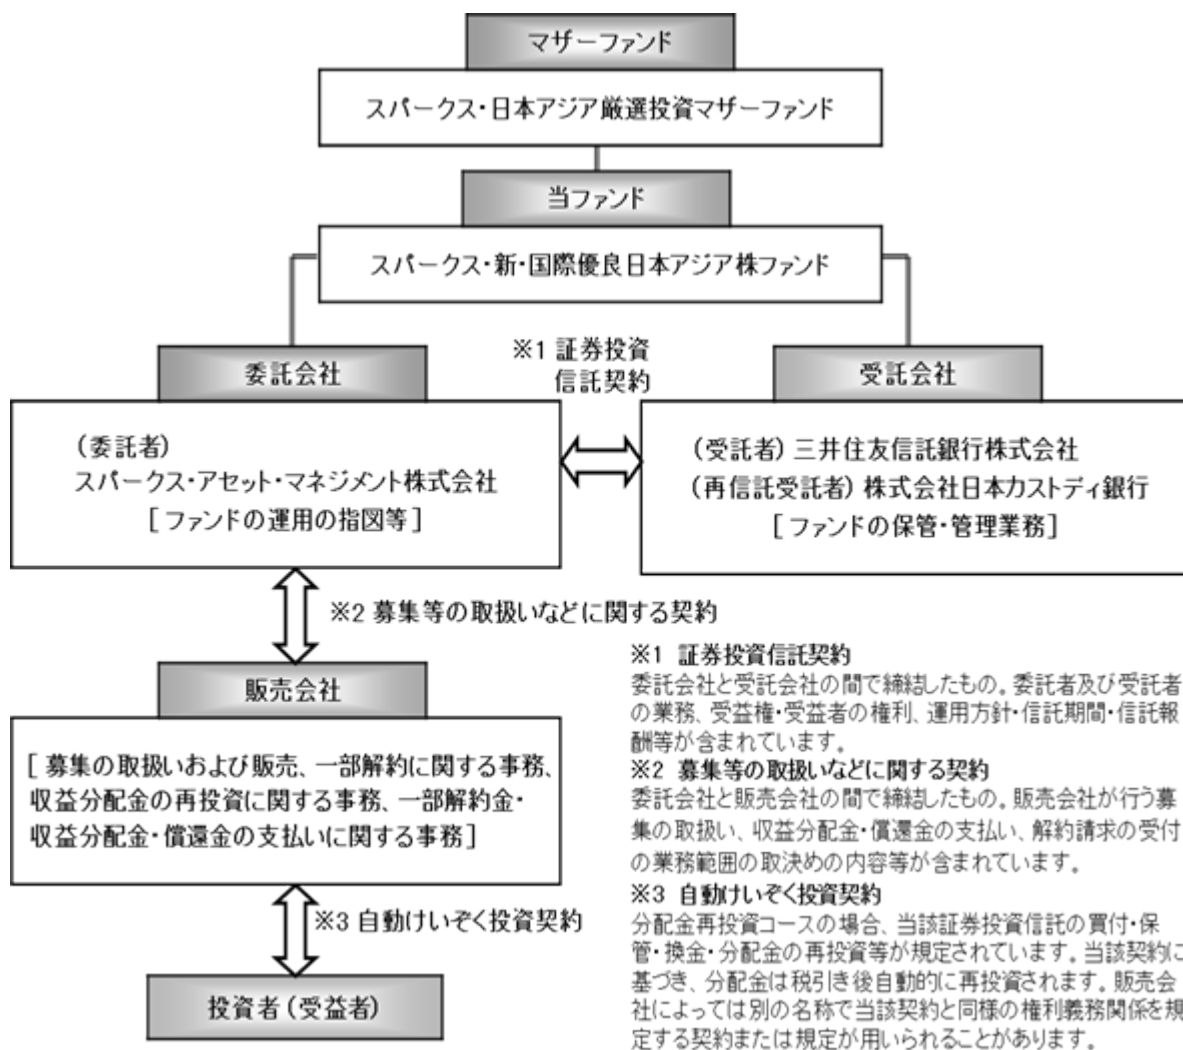 マザーファンド
スパークス・日本アジア厳選投資マザーファンド
当ファンド
スパークス・新・国際優良日本アジア株ファンド
※1 証券投資
信託契約
委託会社
(委託者)
スパークス・アセット・マネジメント株式会社
[ファンドの運用の指図等]
受託会社
(受託者) 三井住友信託銀行株式会社
(再信託受託者) 株式会社日本カストディ銀行
[ファンドの保管・管理業務]
※2 募集等の取扱いなどに関する契約
販売会社
[ 募集の取扱いおよび販売、一部解約に関する事務、
収益分配金の再投資に関する事務、一部解約金・
収益分配金・償還金の支払いに関する事務]
※3 自動けいぞく投資契約
投資者(受益者)
※1 証券投資信託契約
委託会社と受託会社の間で締結したもの。委託者及び受託者
の業務、受益権・受益者の権利、運用方針・信託期間・信託報
酬等が含まれています。
※2 募集等の取扱いなどに関する契約
委託会社と販売会社の間で締結したもの。販売会社が行う募
集の取扱い、収益分配金・償還金の支払い、解約請求の受付
の業務範囲の取決めの内容等が含まれています。
※3 自動けいぞく投資契約
分配金再投資コースの場合、当該証券投資信託の買付・保
管・換金・分配金の再投資等が規定されています。当該契約に
基づき、分配金は税引き後自動的に再投資されます。販売会
社によっては別の名称で当該契約と同様の権利義務関係を規
定する契約または規定が用いられることがあります。